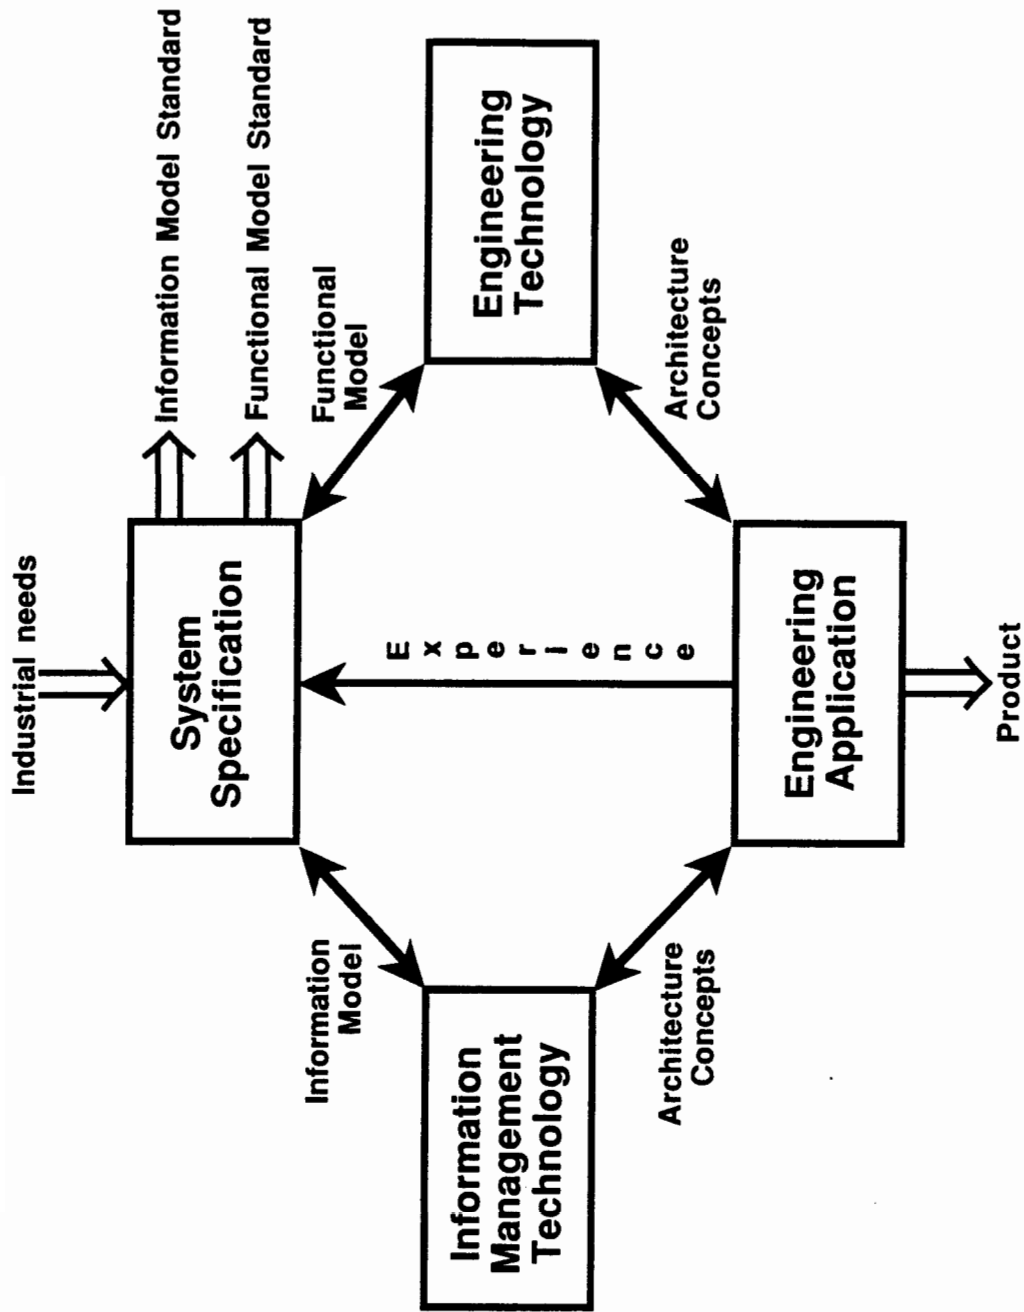 Industrial needs
System
Specification
Information Model Standard
Functional Model Standard
Information
Model
Functional
Model
Information
Management
Technology
Experience
Engineering
Technology
Architecture
Concepts
Architecture
Concepts
Engineering
Application
Product